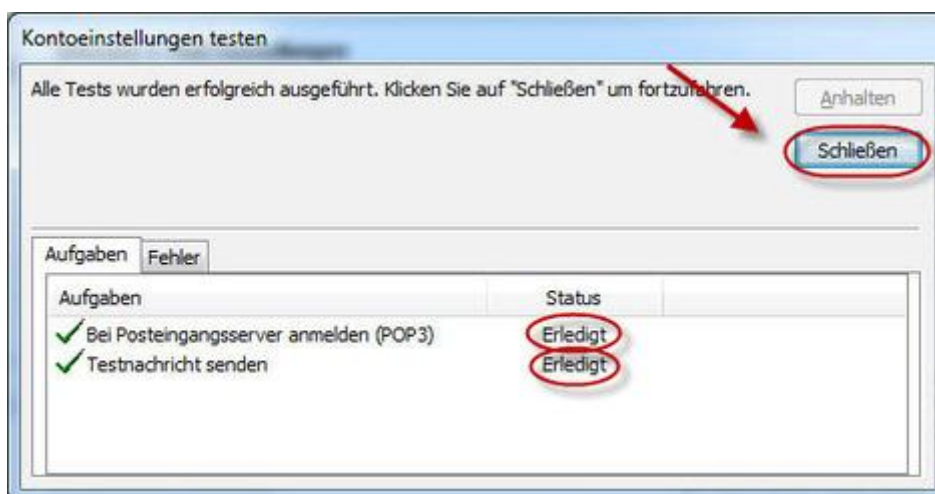 Kontoeinstellungen testen
Alle Tests wurden erfolgreich ausgeführt. Klicken Sie auf "Schließen" um fortzufahren.
Anhalten
Schließen
Aufgaben Fehler
Aufgaben Status
Bei Posteingangsserver anmelden (POP3) Erledigt
Testnachricht senden Erledigt